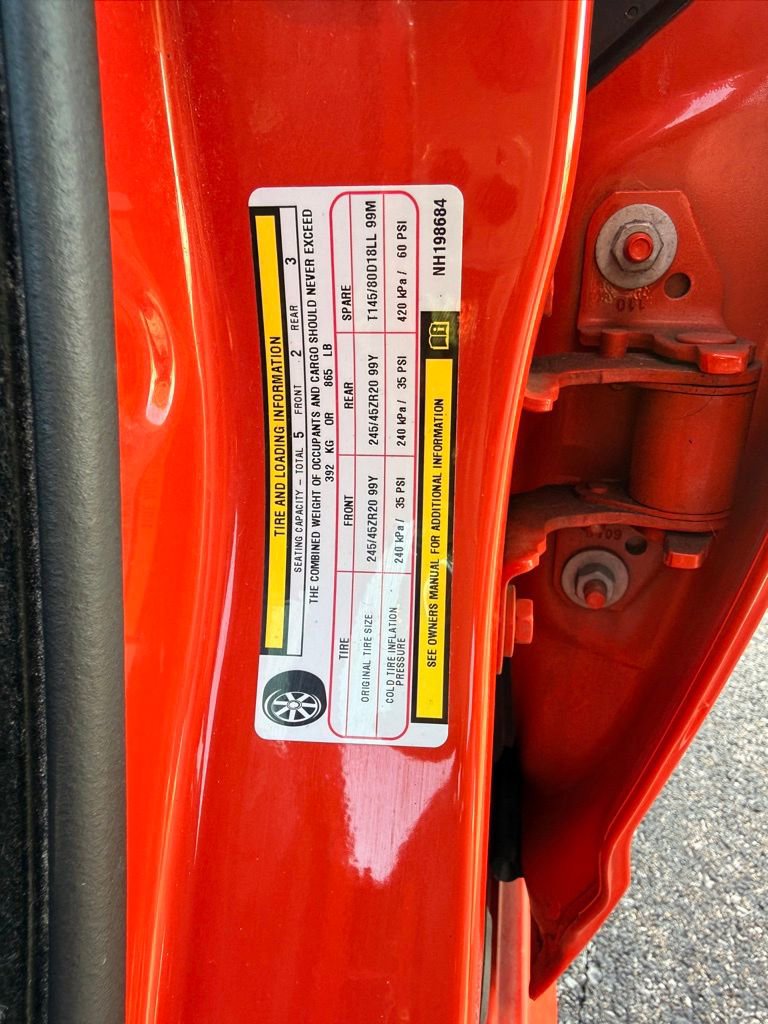 TIRE AND LOADING INFORMATION
SEATING CAPACITY - TOTAL 5 FRONT 2 REAR 3
THE COMBINED WEIGHT OF OCCUPANTS AND CARGO SHOULD NEVER EXCEED
392 KG OR 865 LB
TIRE FRONT REAR SPARE
ORIGINAL TIRE SIZE 245/45ZR20 99Y 245/45ZR20 99Y T145/80D18LL 99M
COLD TIRE INFLATION PRESSURE 240 kPa / 35 PSI 240 kPa / 35 PSI 420 kPa / 60 PSI
SEE OWNERS MANUAL FOR ADDITIONAL INFORMATION
NH198684
110